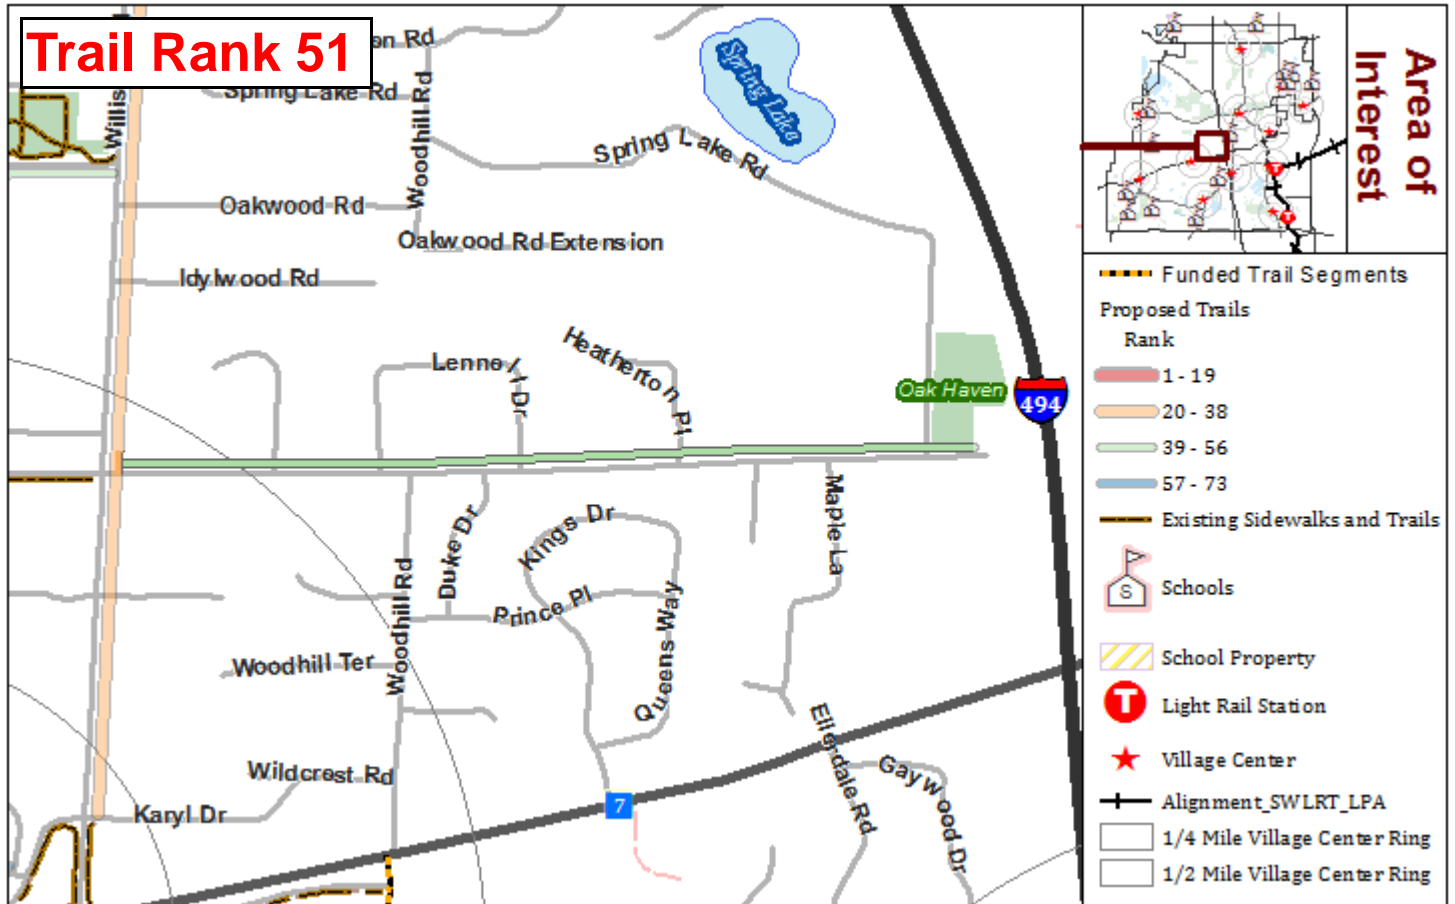 Trail Rank 51
on Rd
Spring Lake Rd
Willis
Woodhill Rd
Spring Lake
Spring Lake Rd
Oakwood Rd
Oakwood Rd Extension
Idylwood Rd
Heatherton Pl
Oak Haven
494
Duke Dr
Kings Dr
Maple La
Prince Pl
Queens Way
Woodhill Rd
Woodhill Ter
Wildcrest Rd
Karyl Dr
7
Ellerdale Rd
Gaywood Dr
Area of
Interest
T
T
Funded Trail Segments
Proposed Trails
Rank
1 - 19
20 - 38
39 - 56
57 - 73
Existing Sidewalks and Trails
S
Schools
School Property
T
Light Rail Station
Village Center
Alignment_SWLRT_LPA
1/4 Mile Village Center Ring
1/2 Mile Village Center Ring